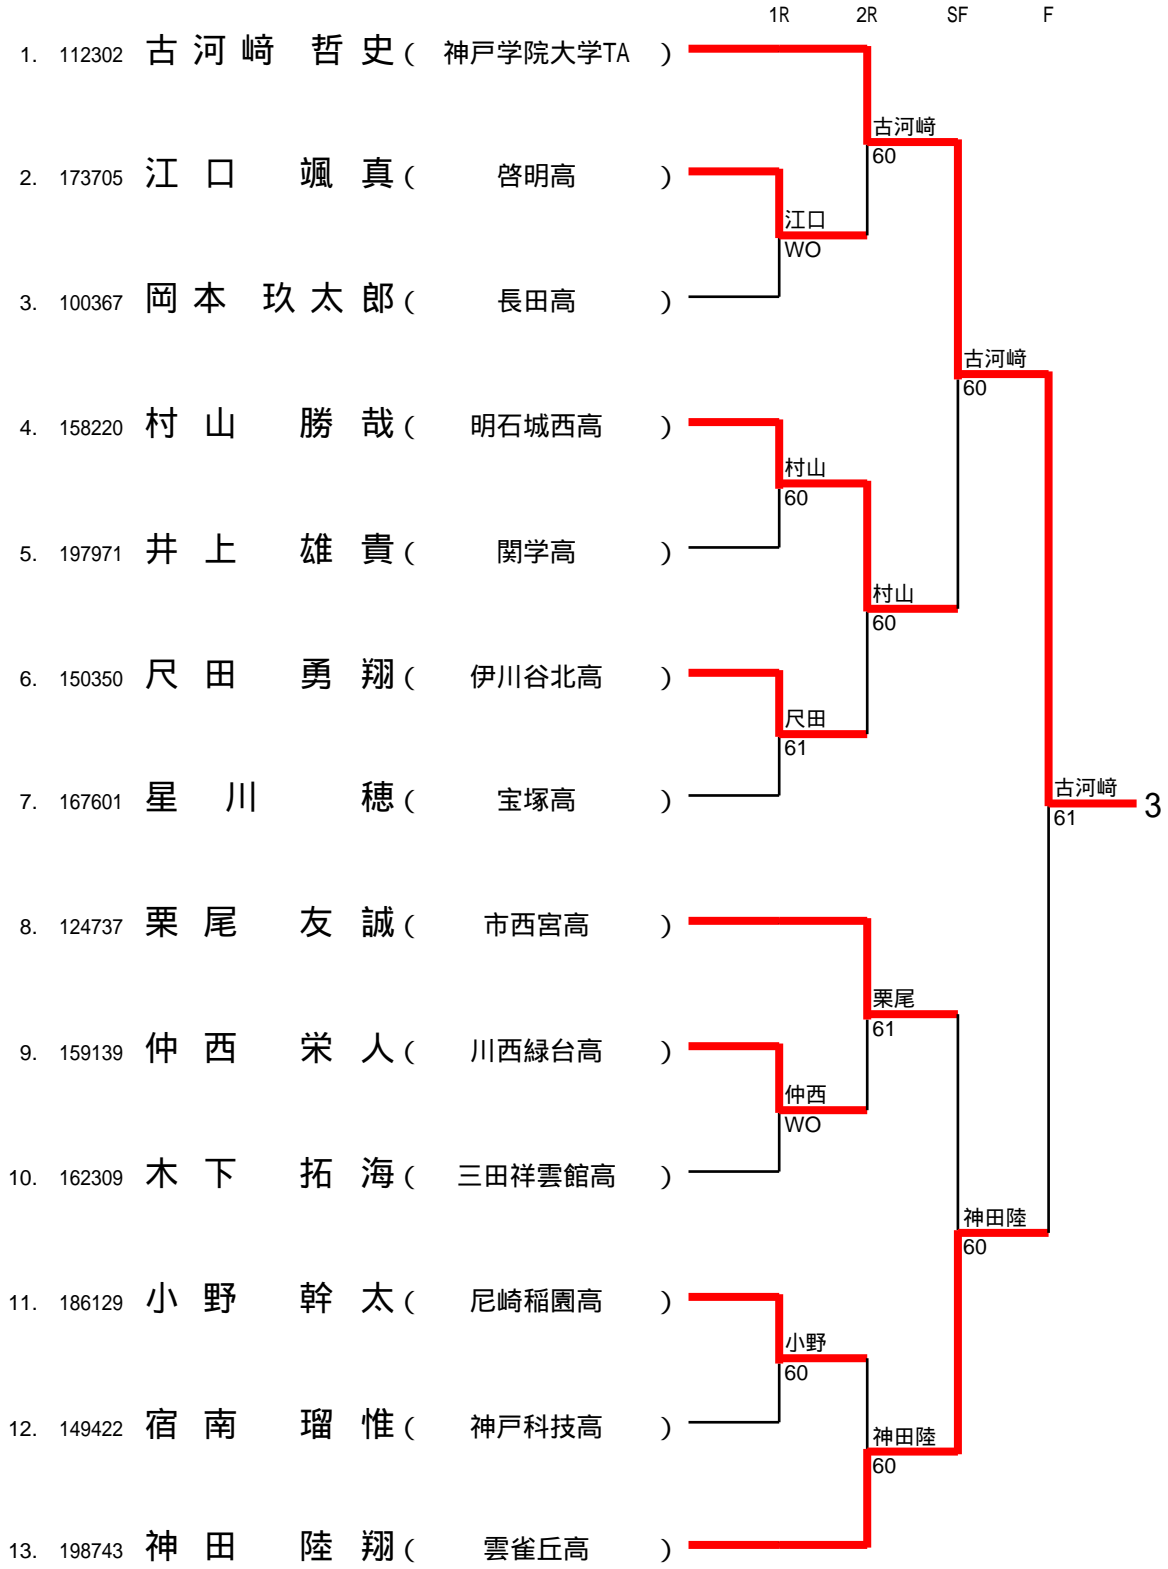 1R 2R SF F
1. 112302 古河﨑 哲史 ( 神戸学院大学TA )
古河﨑
60
2. 173705 江口 颯真 ( 啓明高 )
江口
WO
3. 100367 岡本 玖太郎 ( 長田高 )
古河﨑
60
4. 158220 村山 勝哉 ( 明石城西高 )
村山
60
5. 197971 井上 雄貴 ( 関学高 )
村山
60
6. 150350 尺田 勇翔 ( 伊川谷北高 )
尺田
61
7. 167601 星川 穂 ( 宝塚高 )
古河﨑
61
3
8. 124737 栗尾 友誠 ( 市西宮高 )
栗尾
61
9. 159139 仲西 栄人 ( 川西緑台高 )
仲西
WO
10. 162309 木下 拓海 ( 三田祥雲館高 )
神田陸
60
11. 186129 小野 幹太 ( 尼崎稲園高 )
小野
60
12. 149422 宿南 瑠惟 ( 神戸科技高 )
神田陸
60
13. 198743 神田 陸翔 ( 雲雀丘高 )